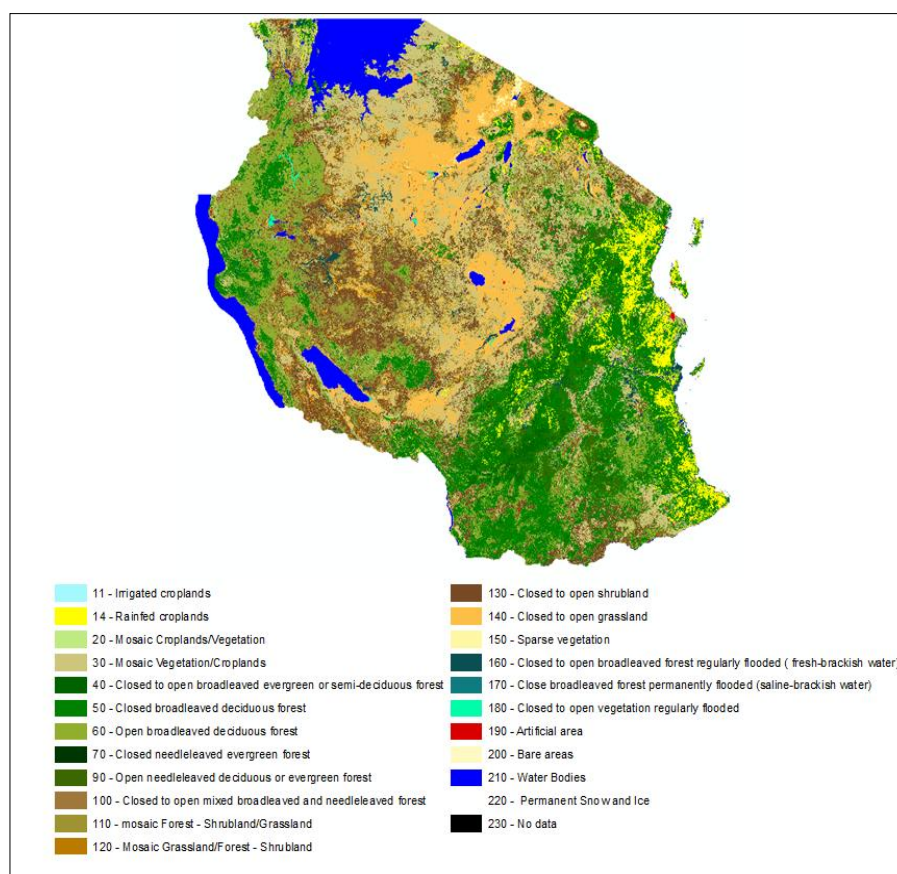 11 - Irrigated croplands
14 - Rainfed croplands
20 - Mosaic Croplands/Vegetation
30 - Mosaic Vegetation/Croplands
40 - Closed to open broadleaved evergreen or semi-deciduous forest
50 - Closed broadleaved deciduous forest
60 - Open broadleaved deciduous forest
70 - Closed needleleaved evergreen forest
90 - Open needleleaved deciduous or evergreen forest
100 - Closed to open mixed broadleaved and needleleaved forest
110 - mosaic Forest - Shrubland/Grassland
120 - Mosaic Grassland/Forest - Shrubland
130 - Closed to open shrubland
140 - Closed to open grassland
150 - Sparse vegetation
160 - Closed to open broadleaved forest regularly flooded ( fresh-brackish water)
170 - Close broadleaved forest permanently flooded (saline-brackish water)
180 - Closed to open vegetation regularly flooded
190 - Artificial area
200 - Bare areas
210 - Water Bodies
220 - Permanent Snow and Ice
230 - No data